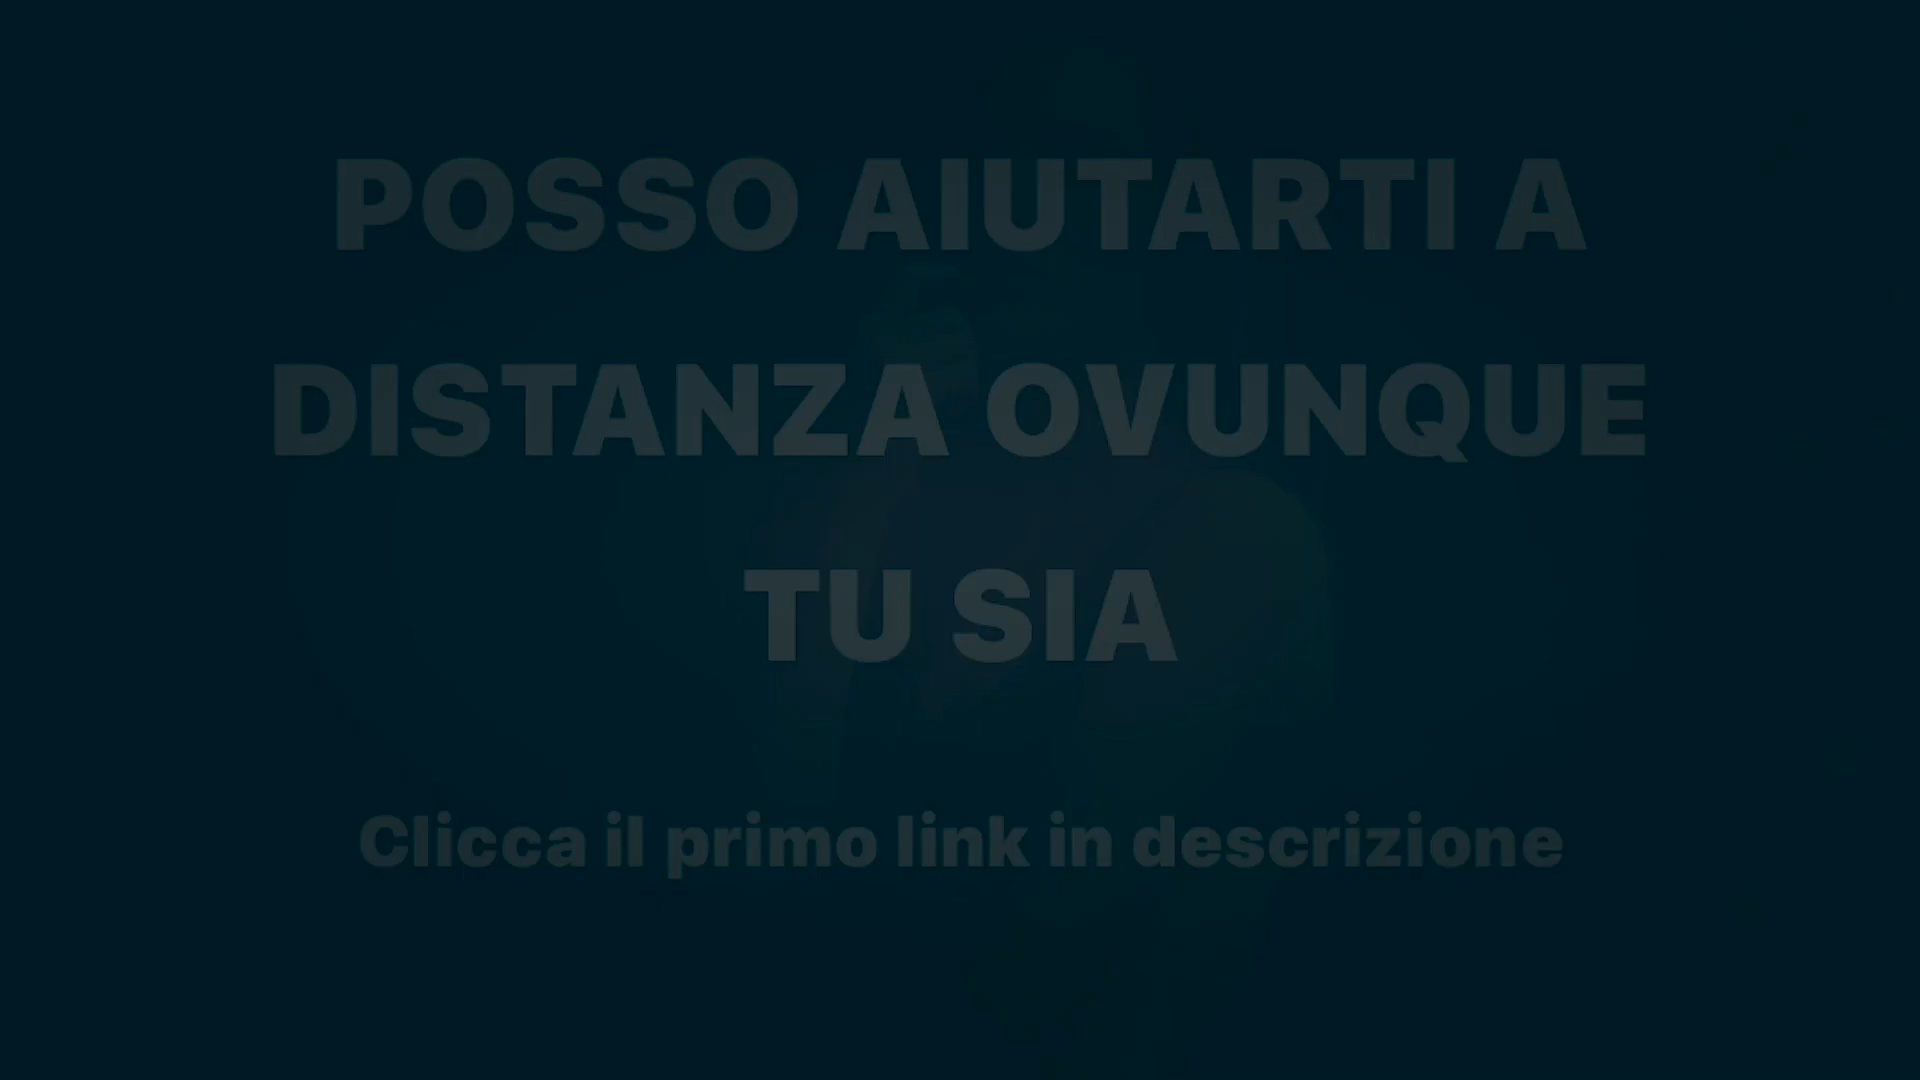 POSSO AIUTARTI A
DISTANZA OVUNQUE
TU SIA
Clicca il primo link in descrizione